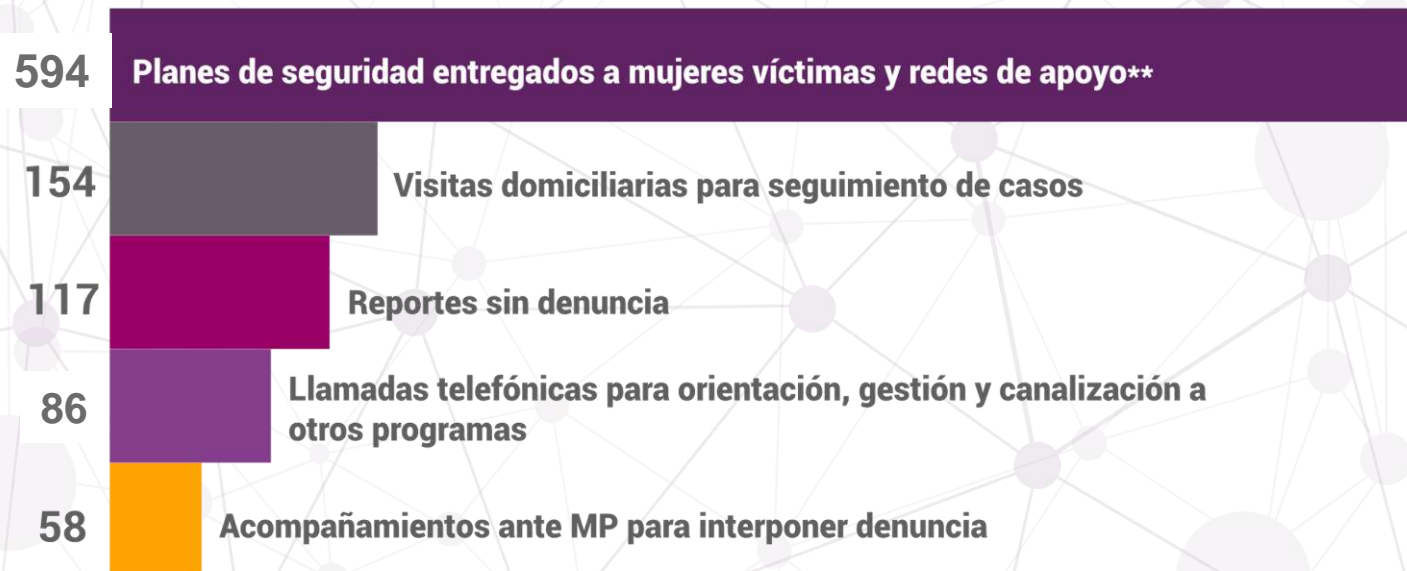 594 Planes de seguridad entregados a mujeres víctimas y redes de apoyo**
154 Visitas domiciliarias para seguimiento de casos
117 Reportes sin denuncia
86 Llamadas telefónicas para orientación, gestión y canalización a
otros programas
58 Acompañamientos ante MP para interponer denuncia